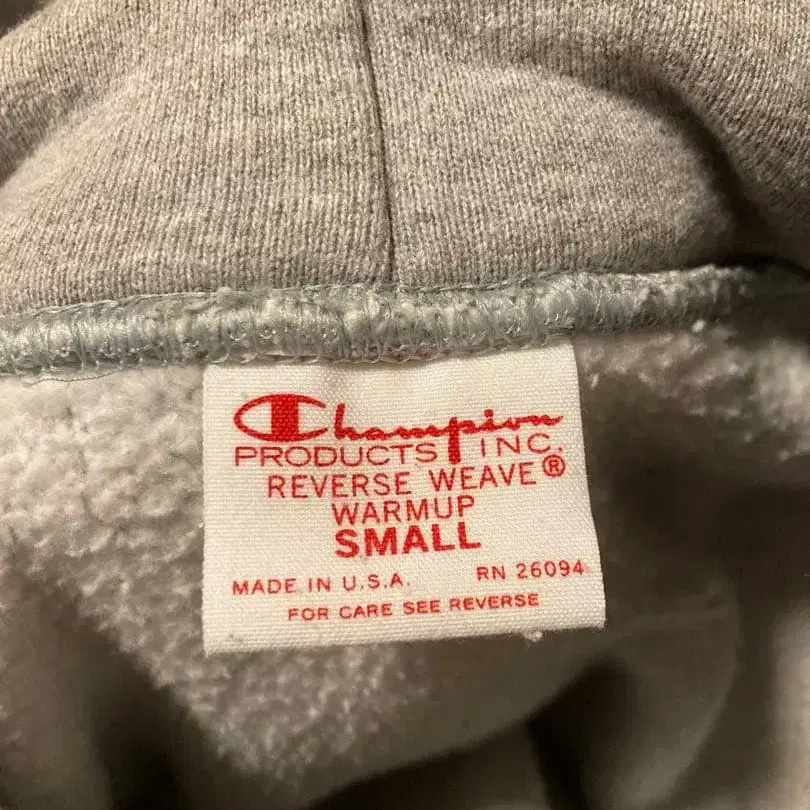 Champion
PRODUCTS INC.
REVERSE WEAVE®
WARMUP
SMALL
MADE IN U.S.A. RN 26094
FOR CARE SEE REVERSE